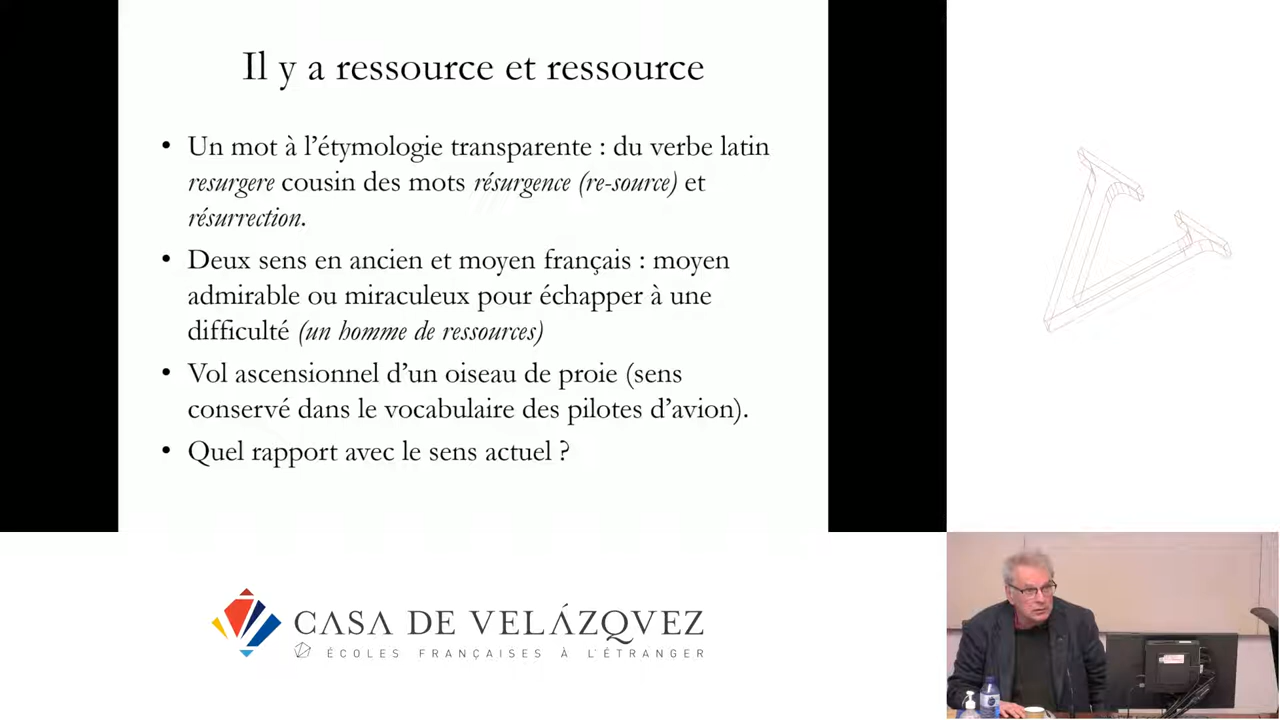 Il y a ressource et ressource
• Un mot à l’étymologie transparente : du verbe latin
resurgere cousin des mots résurgence (re-source) et
résurrection.
• Deux sens en ancien et moyen français : moyen
admirable ou miraculeux pour échapper à une
difficulté (un homme de ressources)
• Vol ascensionnel d’un oiseau de proie (sens
conservé dans le vocabulaire des pilotes d’avion).
• Quel rapport avec le sens actuel ?
CASA DE VELÁZQVEZ
ÉCOLES FRANÇAISES À L'ÉTRANGER